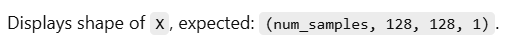 Displays shape of X, expected: (num_samples, 128, 128, 1).